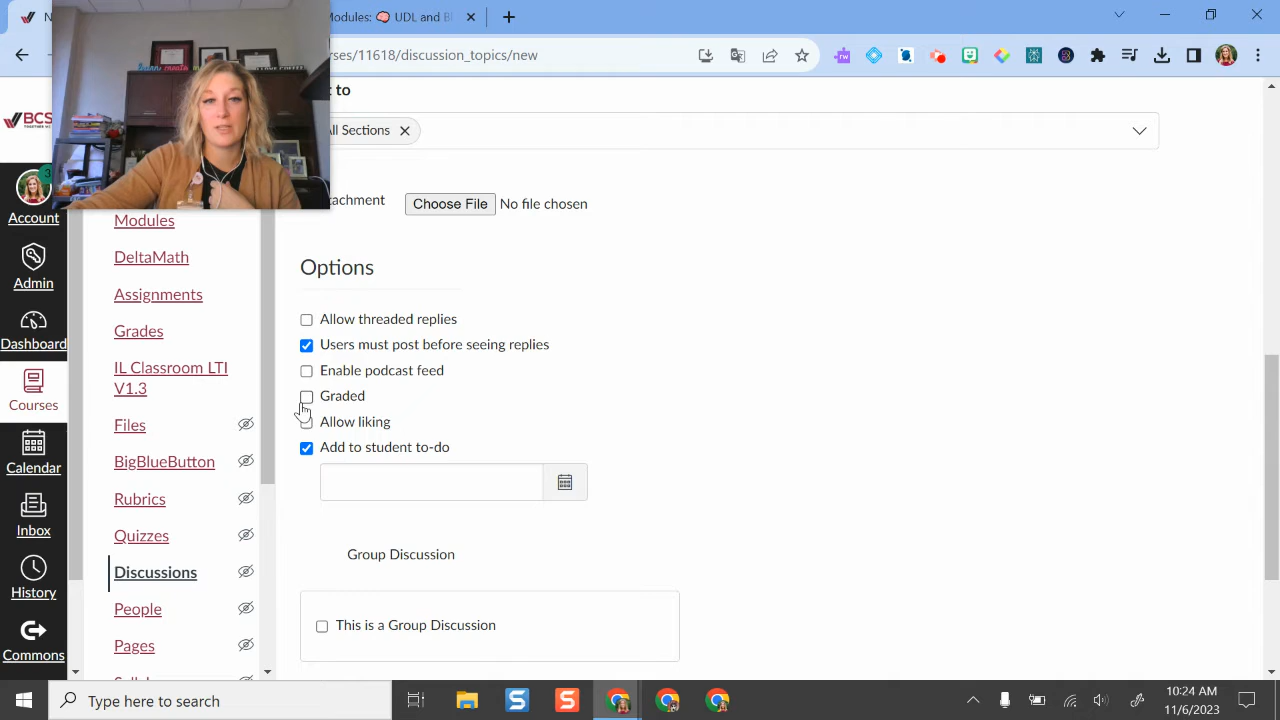 N
Modules
UDL and Bl
rses/11618/discussion_topics/new
BCS
t to
All Sections
tachment
Choose File
No file chosen
3
Account
Modules
DeltaMath
Admin
Options
Assignments
Allow threaded replies
Dashboard
Grades
Users must post before seeing replies
IL Classroom LTI
V1.3
Enable podcast feed
Courses
Graded
Files
Allow liking
BigBlueButton
Add to student to-do
Calendar
Rubrics
Inbox
Quizzes
Group Discussion
Discussions
History
People
This is a Group Discussion
Pages
Commons
Type here to search
10:24 AM
11/6/2023